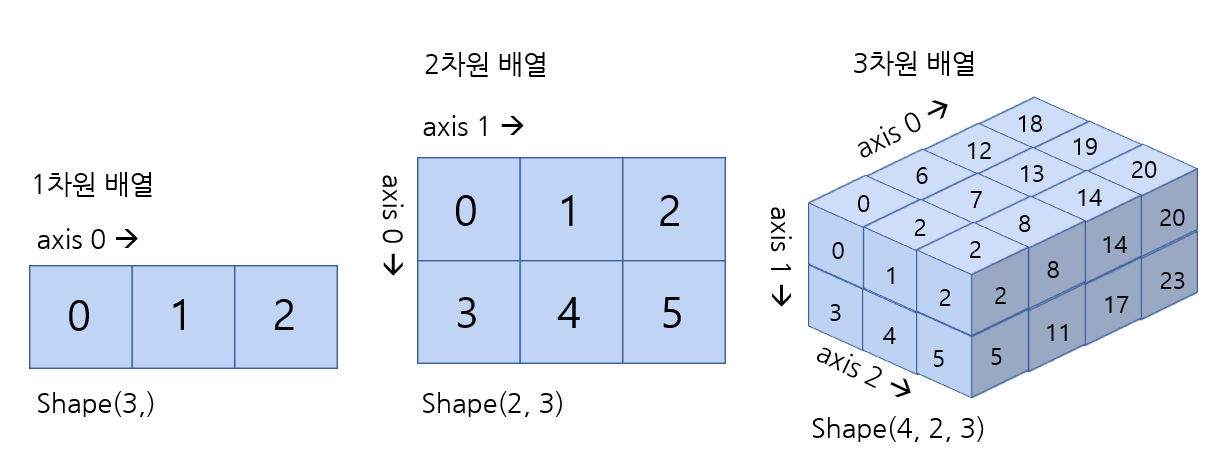 1차원 배열
axis 0 →
0 1 2
Shape(3,)
2차원 배열
axis 1 →
axis 0 →
0 1 2
3 4 5
Shape(2, 3)
3차원 배열
axis 0 →
18
12 19
6 13 20
0 7 14
2 8
2
axis 1 →
0 1 2
3 4 5
2 8 14 20
5 11 17 23
axis 2 →
Shape(4, 2, 3)